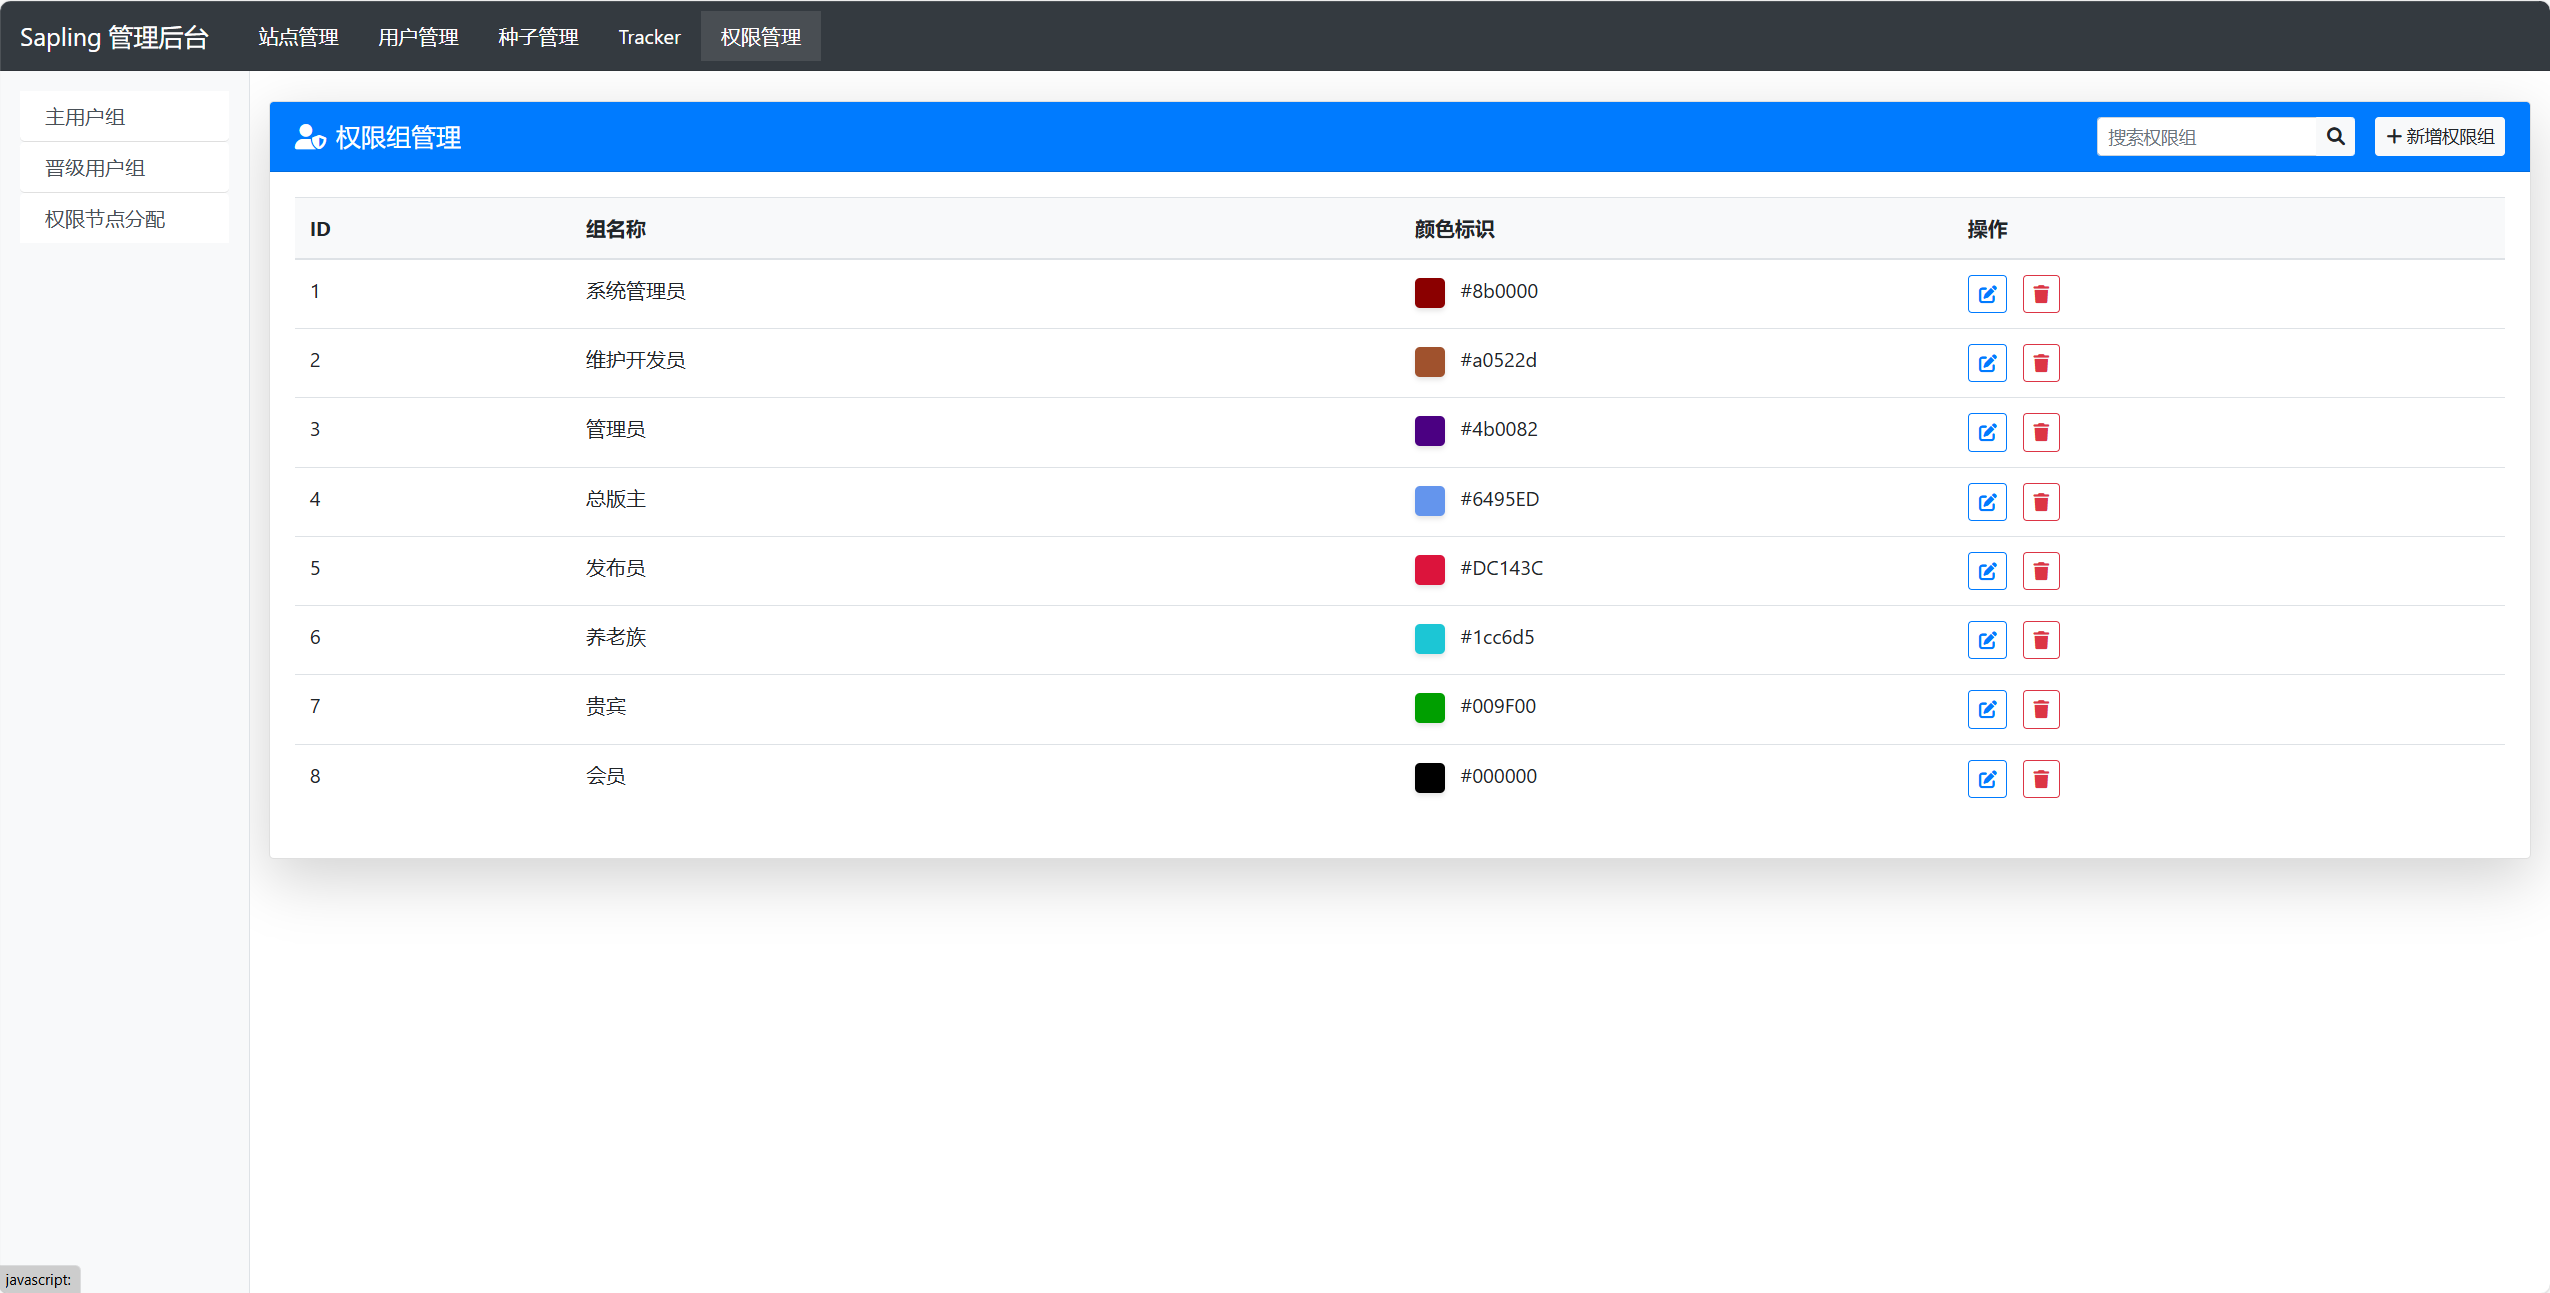 Sapling 管理后台 站点管理 用户管理 种子管理 Tracker 权限管理
主用户组
晋级用户组
权限节点分配
权限组管理 搜索权限组 新增权限组
ID 组名称 颜色标识 操作
1 系统管理员 #8b0000
2 维护开发员 #a0522d
3 管理员 #4b0082
4 总版主 #6495ED
5 发布员 #DC143C
6 养老族 #1cc6d5
7 贵宾 #009F00
8 会员 #000000
javascript: